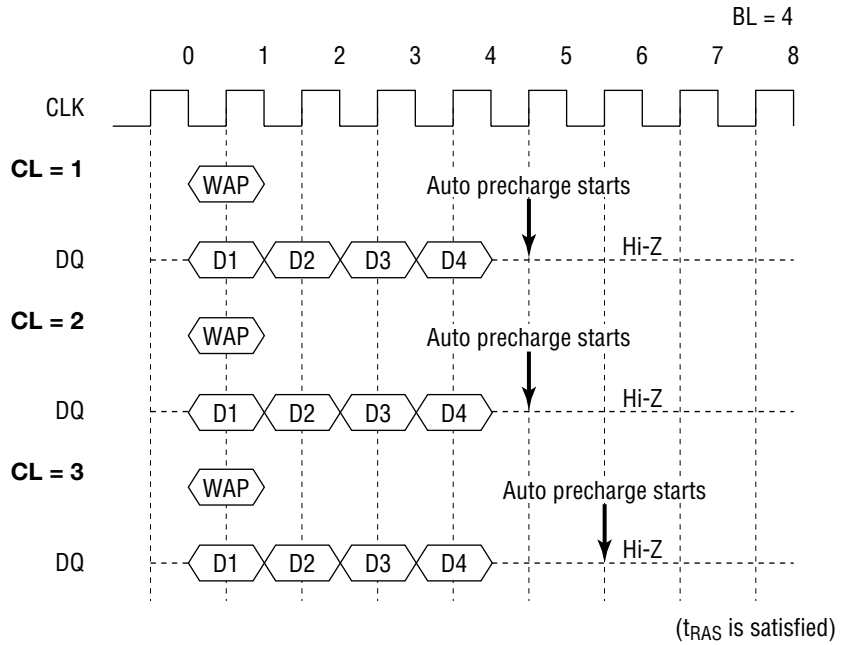 BL = 4
0 1 2 3 4 5 6 7 8
CLK
CL = 1
WAP
Auto precharge starts
DQ
D1 D2 D3 D4
Hi-Z
CL = 2
WAP
Auto precharge starts
DQ
D1 D2 D3 D4
Hi-Z
CL = 3
WAP
Auto precharge starts
DQ
D1 D2 D3 D4
Hi-Z
(tRAS is satisfied)